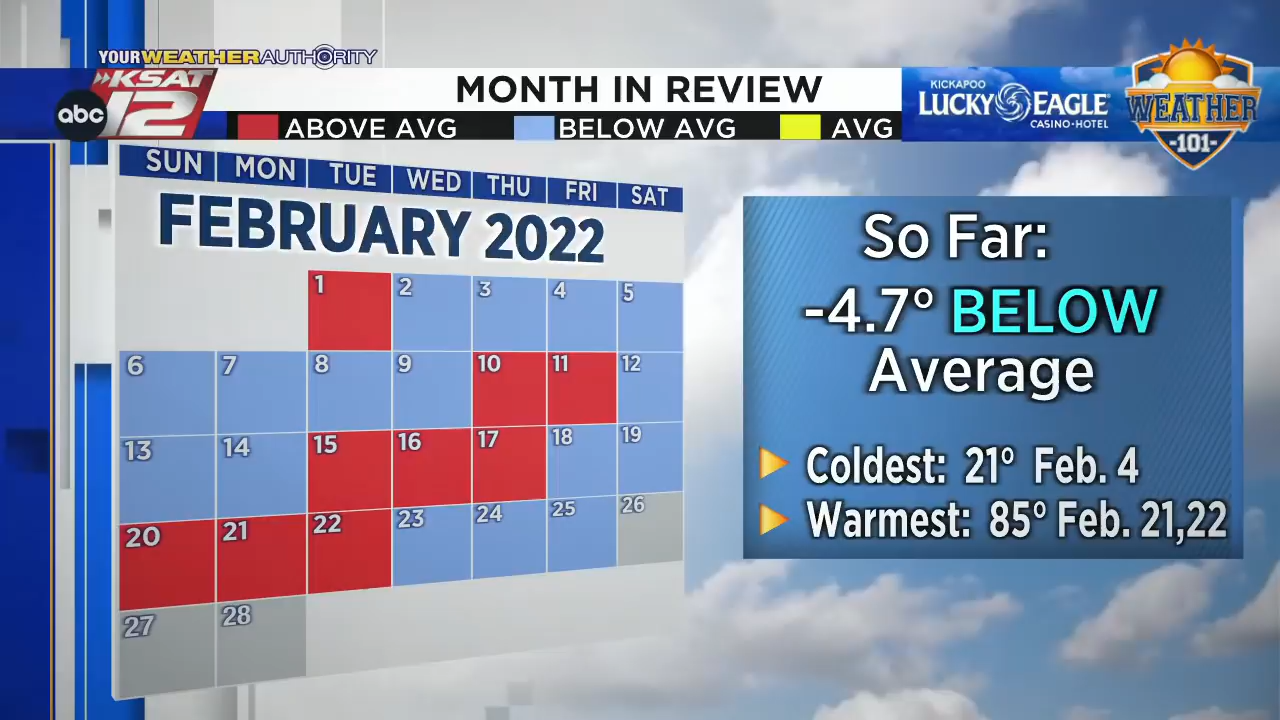 YOURWEATHERAUTHORITY
KSAT
abc 12
MONTH IN REVIEW
ABOVE AVG BELOW AVG AVG
KICKAPOO
LUCKY EAGLE
CASINO•HOTEL
WEATHER
-101-
SUN MON TUE WED THU FRI SAT
FEBRUARY 2022
1 2 3 4 5
6 7 8 9 10 11 12
13 14 15 16 17 18 19
20 21 22 23 24 25 26
27 28
So Far:
-4.7° BELOW
Average
Coldest: 21° Feb. 4
Warmest: 85° Feb. 21,22